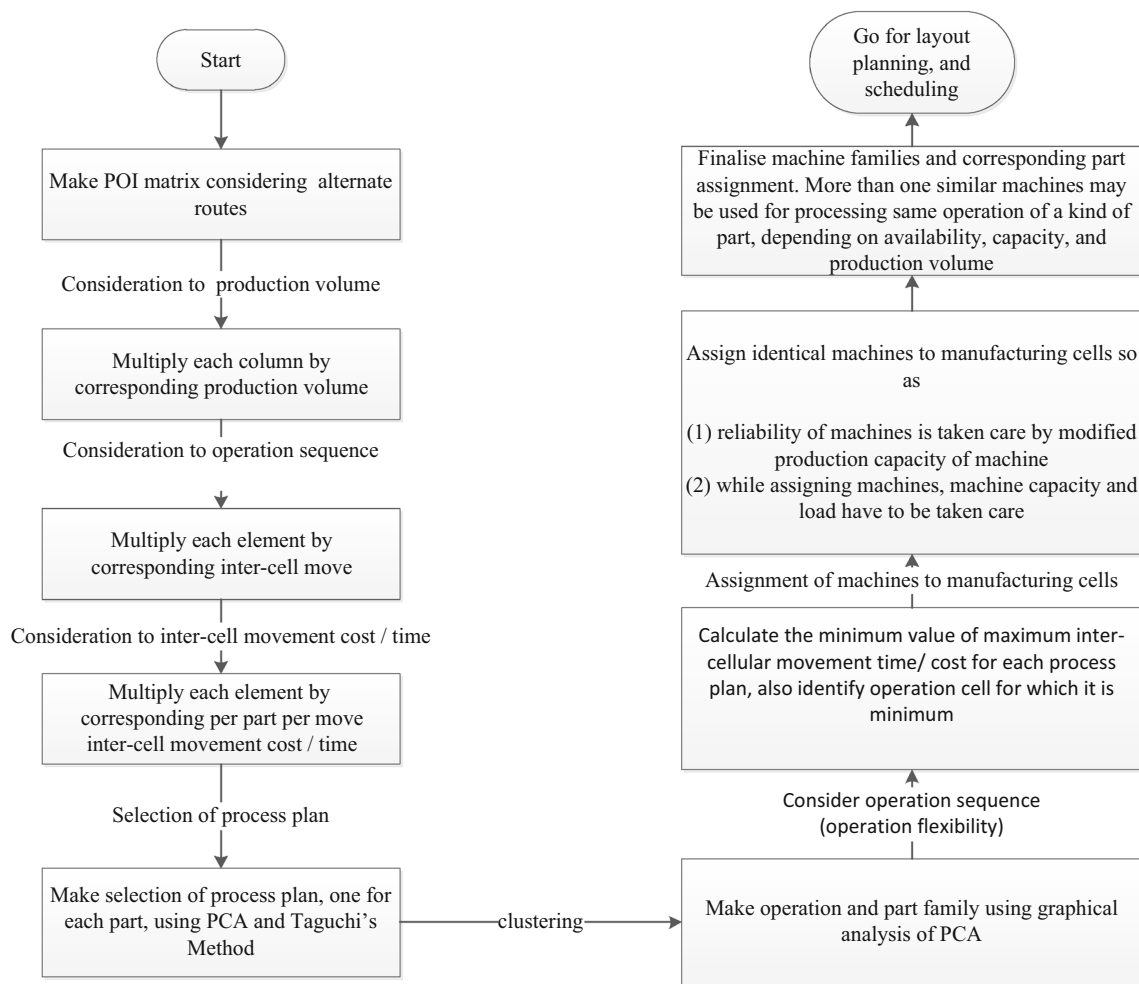 Start
Make POI matrix considering alternate
routes
Consideration to production volume
Multiply each column by
corresponding production volume
Consideration to operation sequence
Multiply each element by
corresponding inter-cell move
Consideration to inter-cell movement cost / time
Multiply each element by
corresponding per part per move
inter-cell movement cost / time
Selection of process plan
Make selection of process plan, one for
each part, using PCA and Taguchi’s
Method
clustering
Make operation and part family using graphical
analysis of PCA
Consider operation sequence
(operation flexibility)
Calculate the minimum value of maximum inter-
cellular movement time/ cost for each process
plan, also identify operation cell for which it is
minimum
Assignment of machines to manufacturing cells
Assign identical machines to manufacturing cells so
as
(1) reliability of machines is taken care by modified
production capacity of machine
(2) while assigning machines, machine capacity and
load have to be taken care
Finalise machine families and corresponding part
assignment. More than one similar machines may
be used for processing same operation of a kind of
part, depending on availability, capacity, and
production volume
Go for layout
planning, and
scheduling